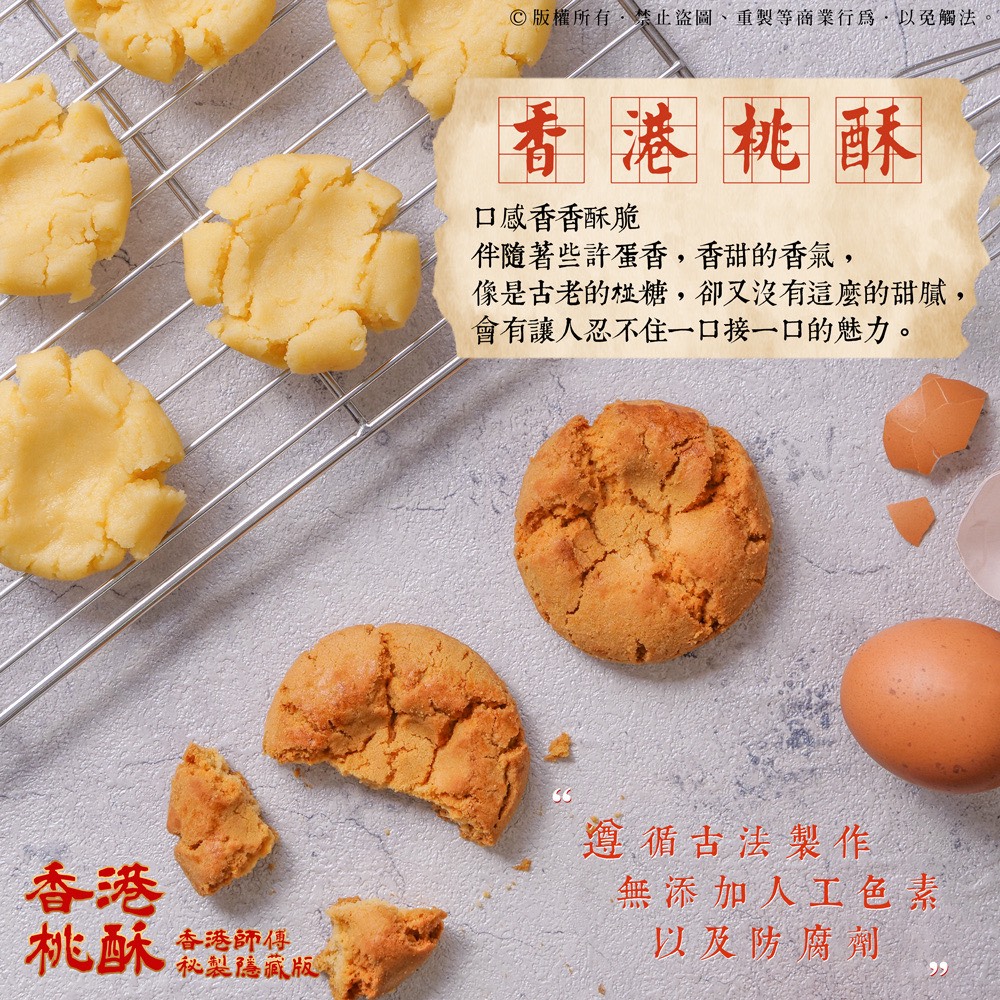 © 版權所有．禁止盜圖、重製等商業行為．以免觸法。
香港桃酥
口感香香酥脆
伴隨著些許蛋香，香甜的香氣，
像是古老的椪糖，卻又沒有這麼的甜膩，
會有讓人忍不住一口接一口的魅力。
“遵循古法製作
無添加人工色素
以及防腐劑”
香港
桃酥
香港師傅
秘製隱藏版